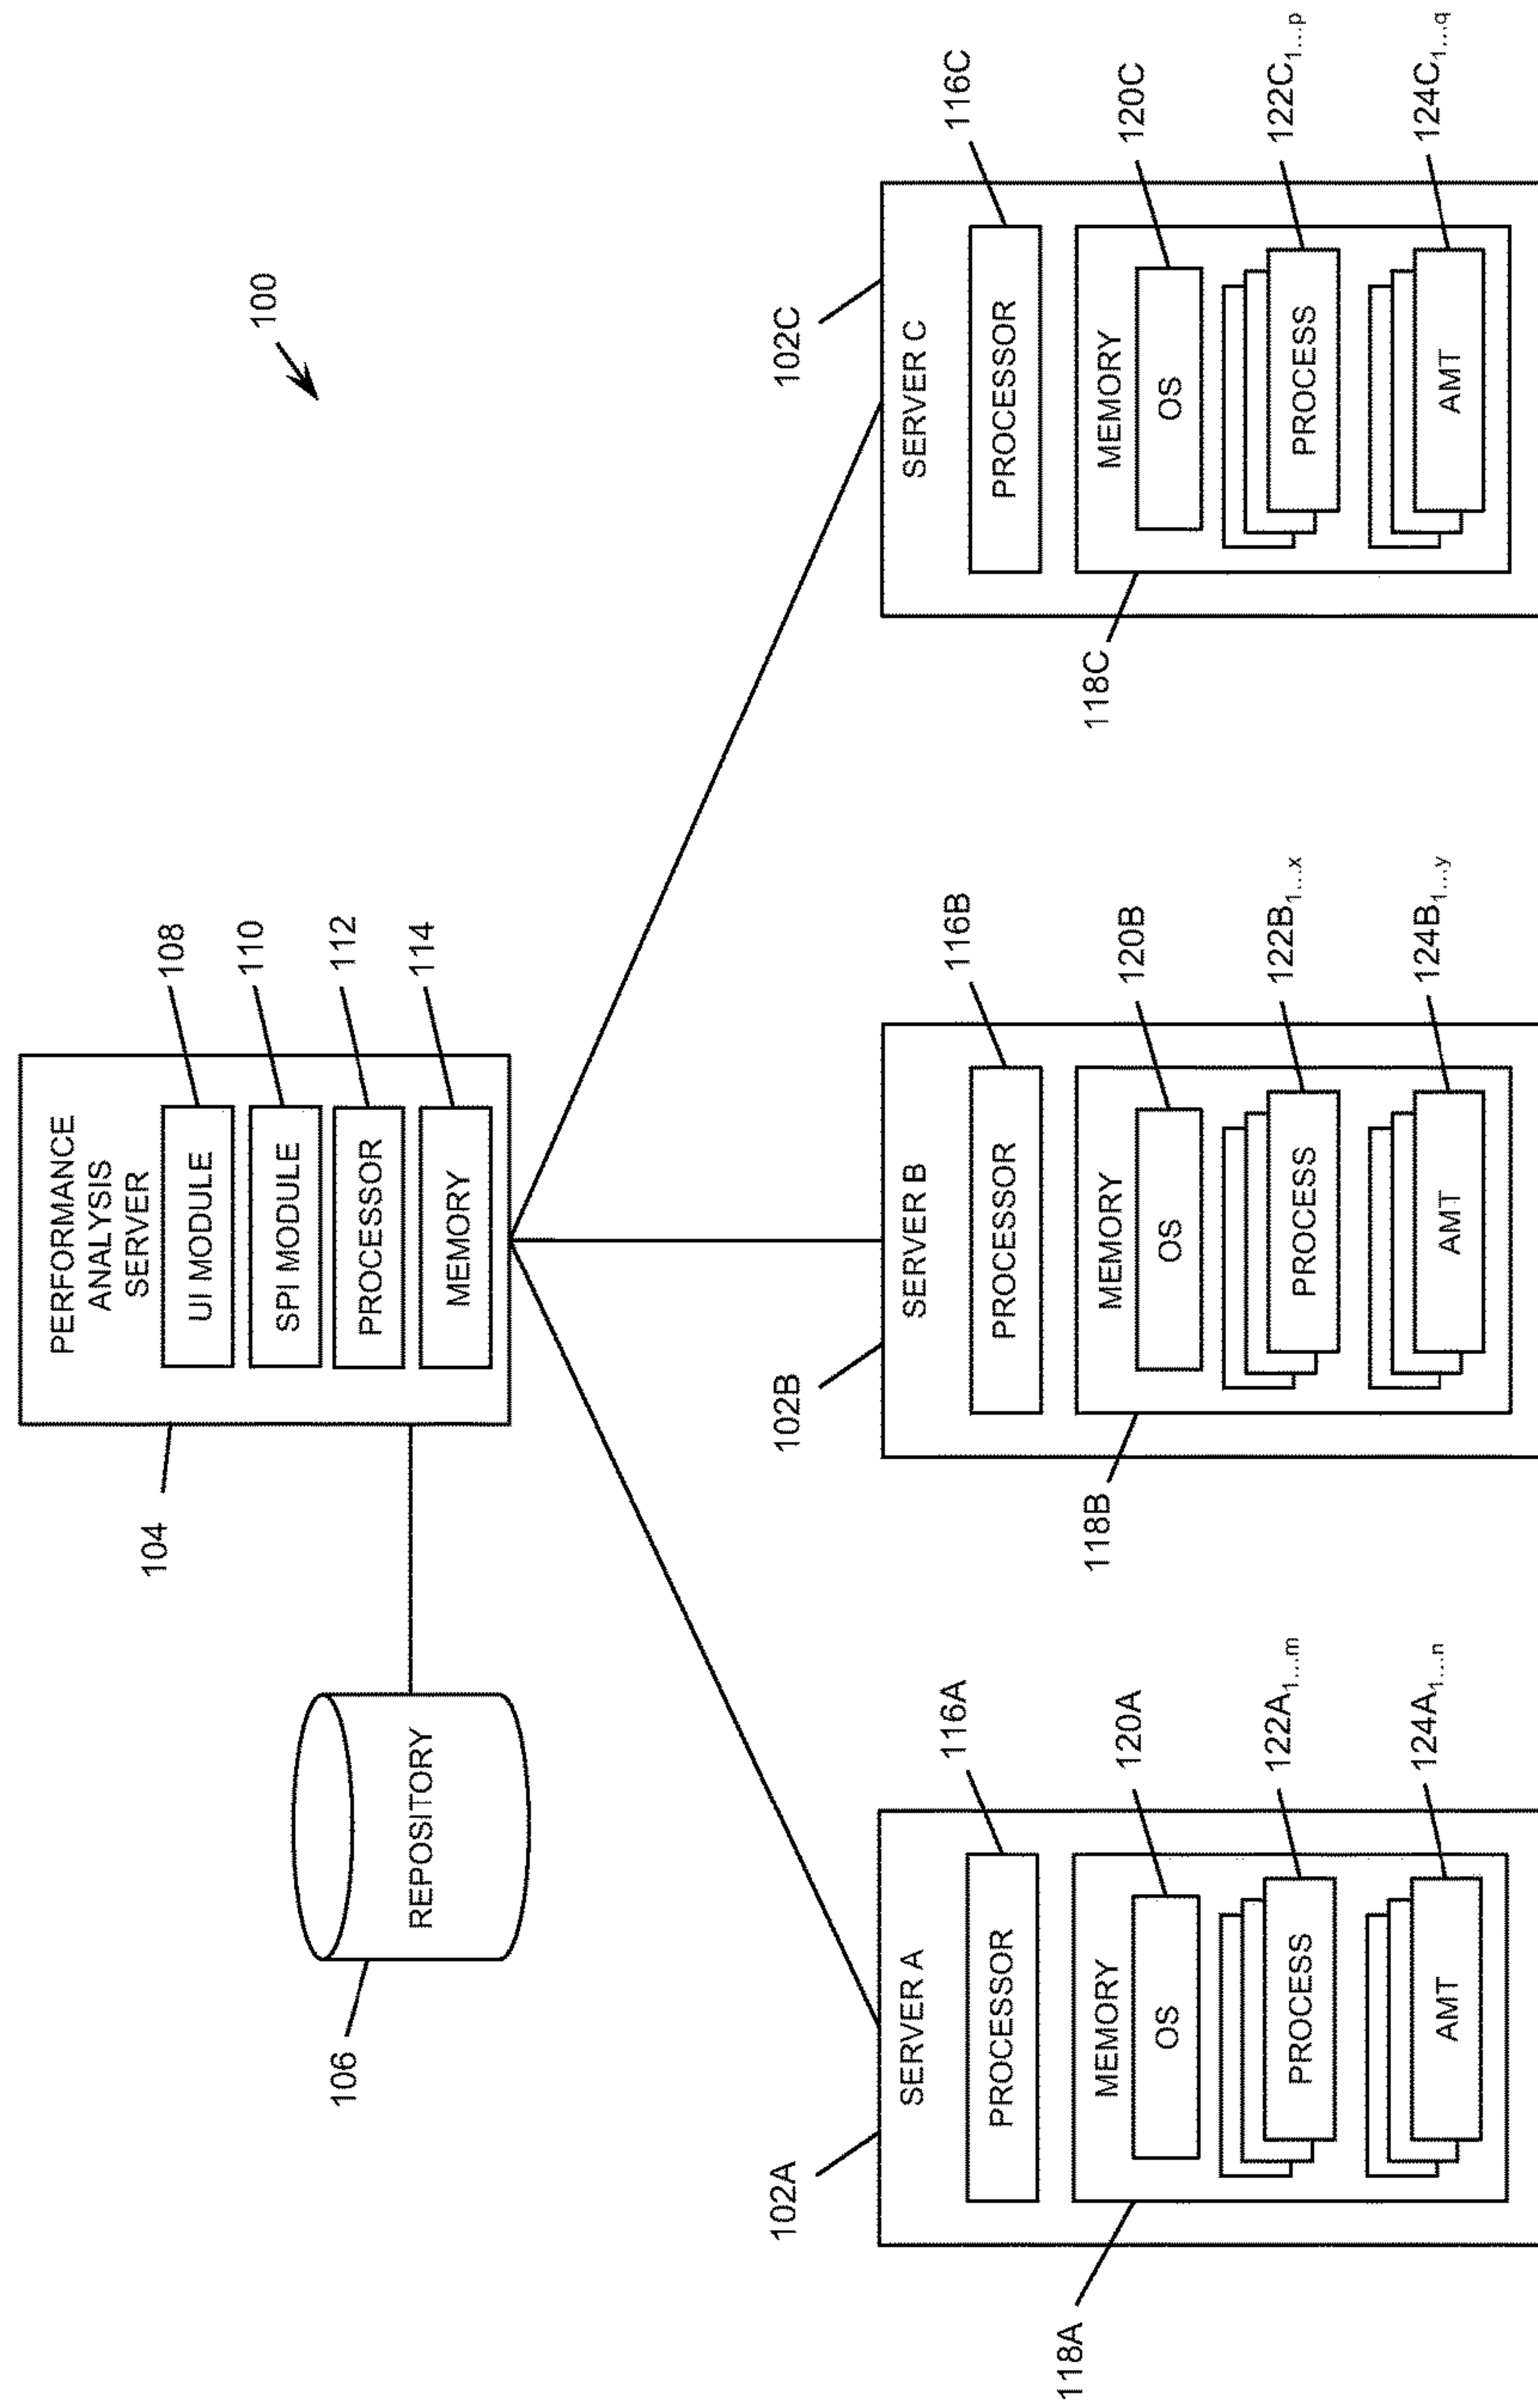 100
PERFORMANCE
ANALYSIS
SERVER
UI MODULE
SPI MODULE
PROCESSOR
MEMORY
108
110
112
114
104
REPOSITORY
106
102A
SERVER A
PROCESSOR
116A
MEMORY
118A
OS
120A
PROCESS
122A1...m
AMT
124A1...n
102B
SERVER B
PROCESSOR
116B
MEMORY
118B
OS
120B
PROCESS
122B1...x
AMT
124B1...y
102C
SERVER C
PROCESSOR
116C
MEMORY
118C
OS
120C
PROCESS
122C1...p
AMT
124C1...q